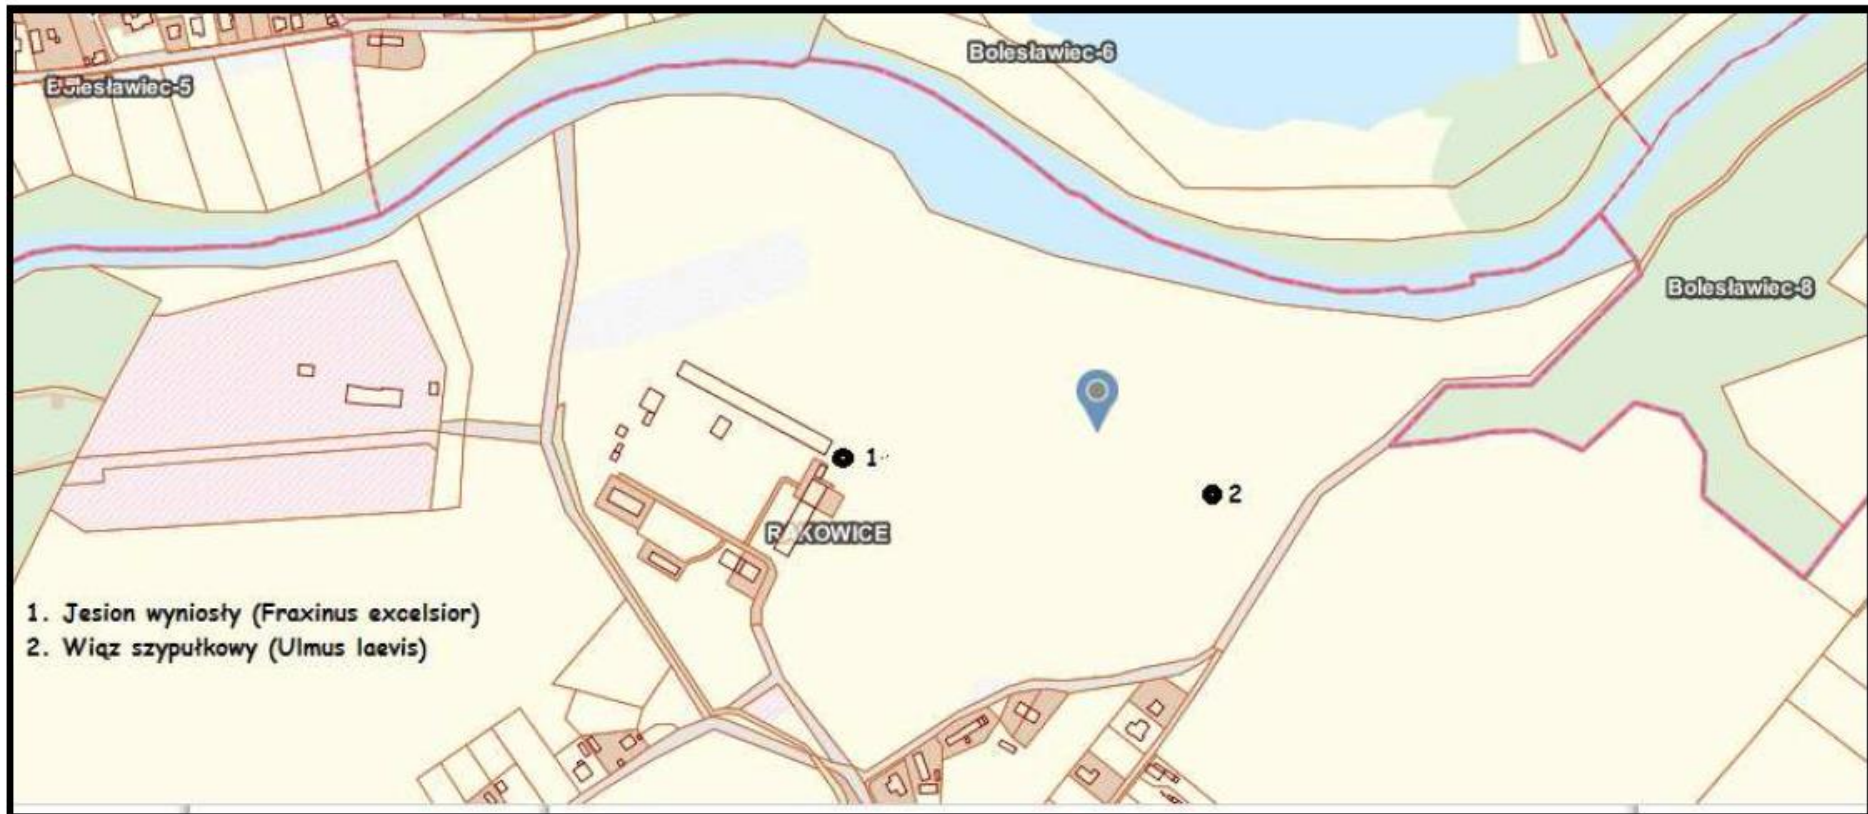 Bolesławiec-6
Bolesławiec-5
Bolesławiec-8
1
2
RAKOWICE
1. Jesion wyniosły (Fraxinus excelsior)
2. Wiąz szypułkowy (Ulmus laevis)